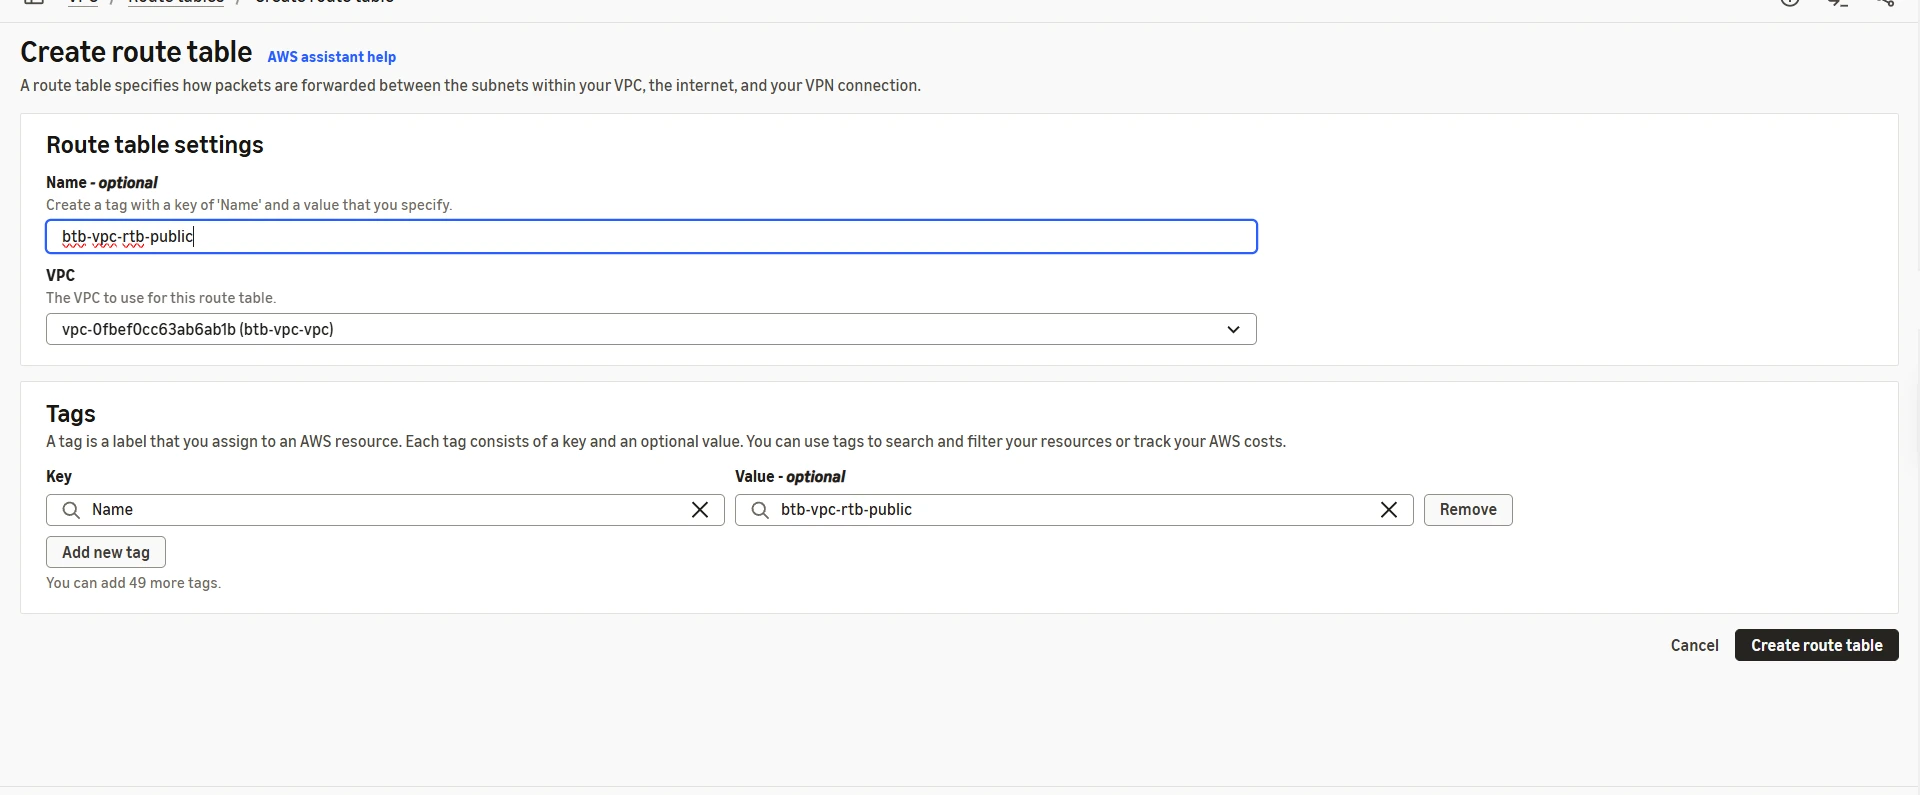 VPC / Route tables / Create route table
Create route table AWS assistant help
A route table specifies how packets are forwarded between the subnets within your VPC, the internet, and your VPN connection.
Route table settings
Name - optional
Create a tag with a key of 'Name' and a value that you specify.
btb-vpc-rtb-public
VPC
The VPC to use for this route table.
vpc-0fbef0cc63ab6ab1b (btb-vpc-vpc)
Tags
A tag is a label that you assign to an AWS resource. Each tag consists of a key and an optional value. You can use tags to search and filter your resources or track your AWS costs.
Key Value - optional
Name btb-vpc-rtb-public Remove
Add new tag
You can add 49 more tags.
Cancel Create route table